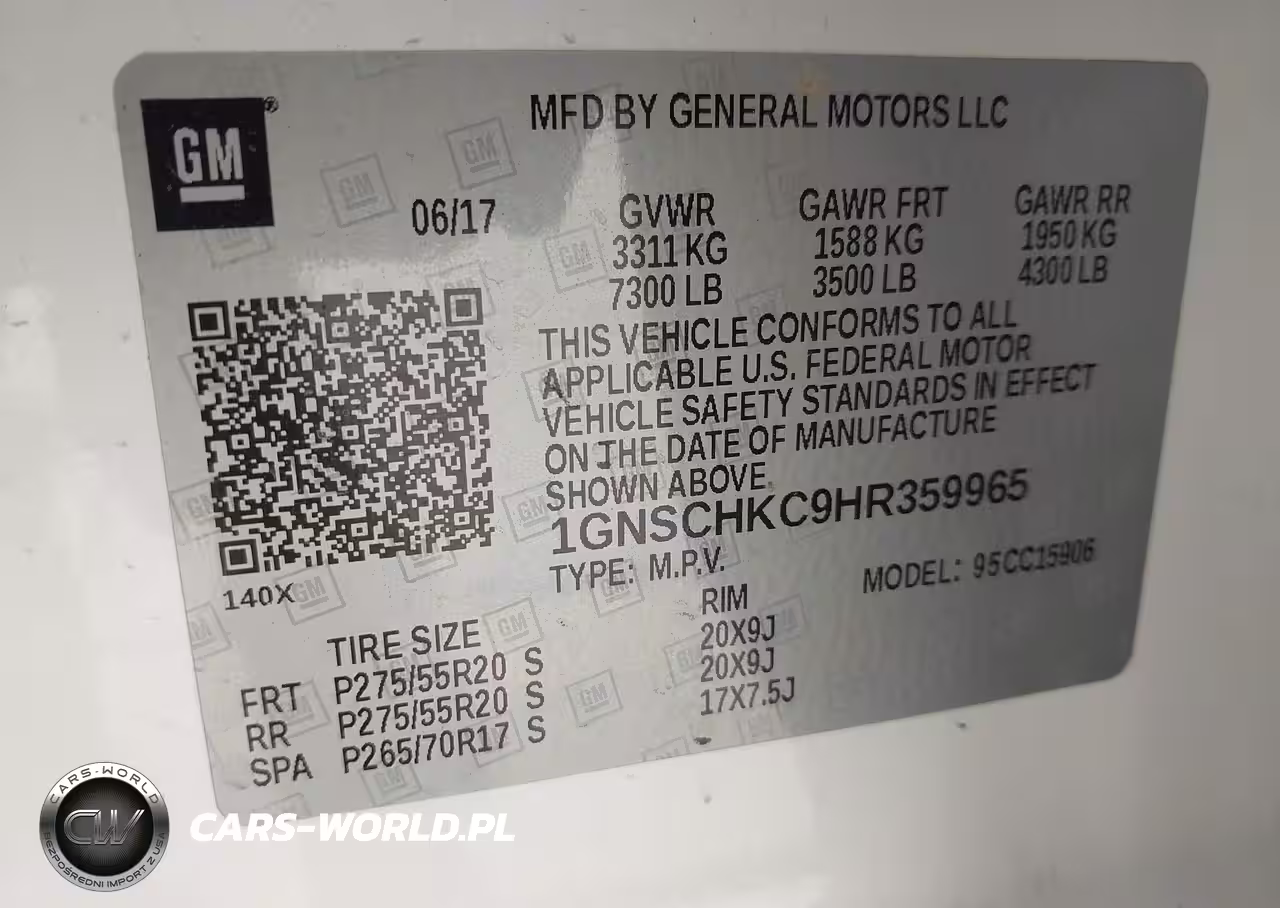 GM®
MFD BY GENERAL MOTORS LLC
06/17
GVWR GAWR FRT GAWR RR
3311 KG 1588 KG 1950 KG
7300 LB 3500 LB 4300 LB
THIS VEHICLE CONFORMS TO ALL
APPLICABLE U.S. FEDERAL MOTOR
VEHICLE SAFETY STANDARDS IN EFFECT
ON THE DATE OF MANUFACTURE
SHOWN ABOVE.
1GNSCHKC9HR359965
TYPE: M.P.V. MODEL: 95CC15906
140X
TIRE SIZE RIM
FRT P275/55R20 S 20X9J
RR P275/55R20 S 20X9J
SPA P265/70R17 S 17X7.5J
CARS-WORLD
CW
BEZPOŚREDNI IMPORT Z USA
CARS-WORLD.PL